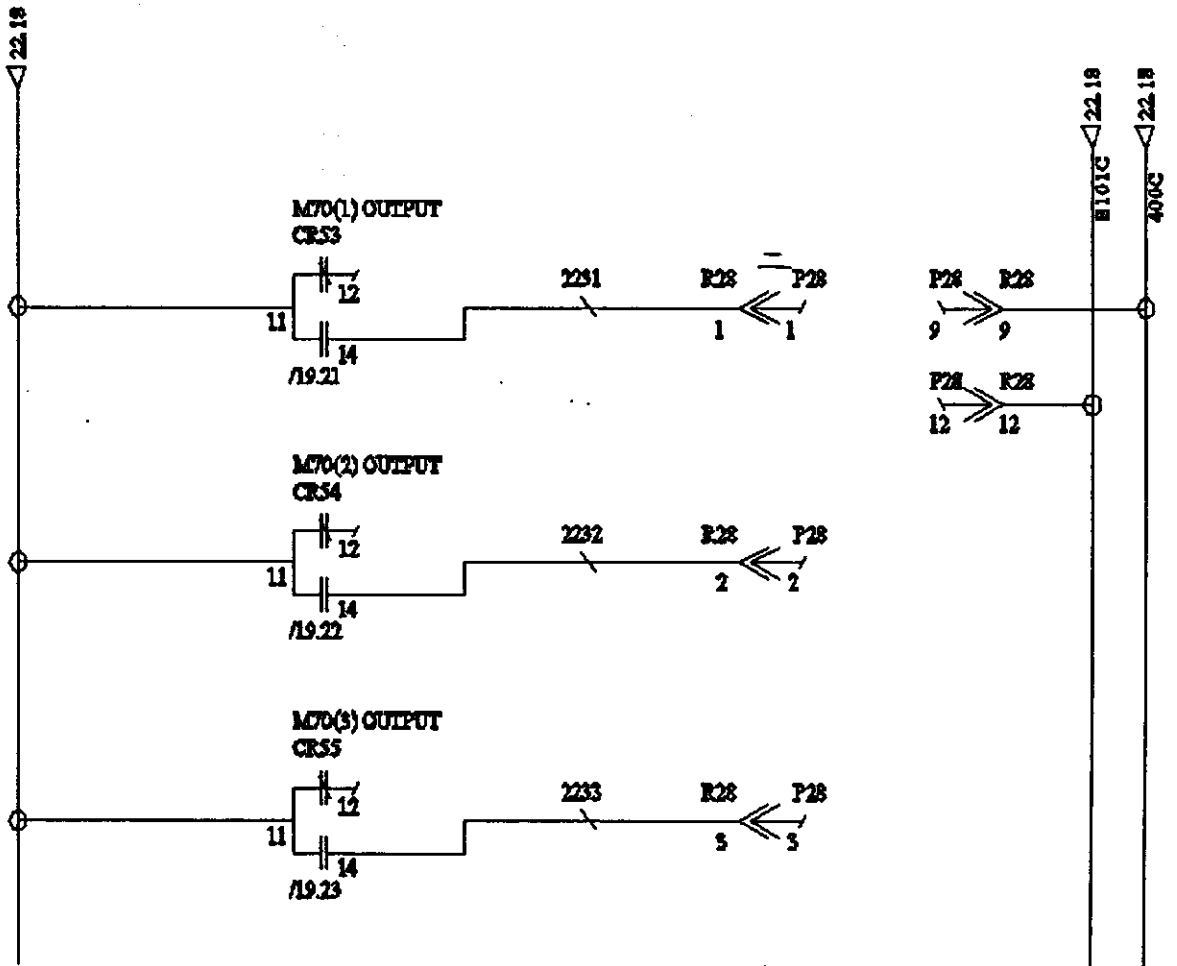 22.18
22.18
22.18
E101C
400C
M70(1) OUTPUT
CR53
12
11
14
/19.21
2231
R28
P28
1
1
P28
R28
9
9
P28
R28
12
12
M70(2) OUTPUT
CR54
12
11
14
/19.22
2232
R28
P28
2
2
M70(3) OUTPUT
CR55
12
11
14
/19.23
2233
R28
P28
3
3